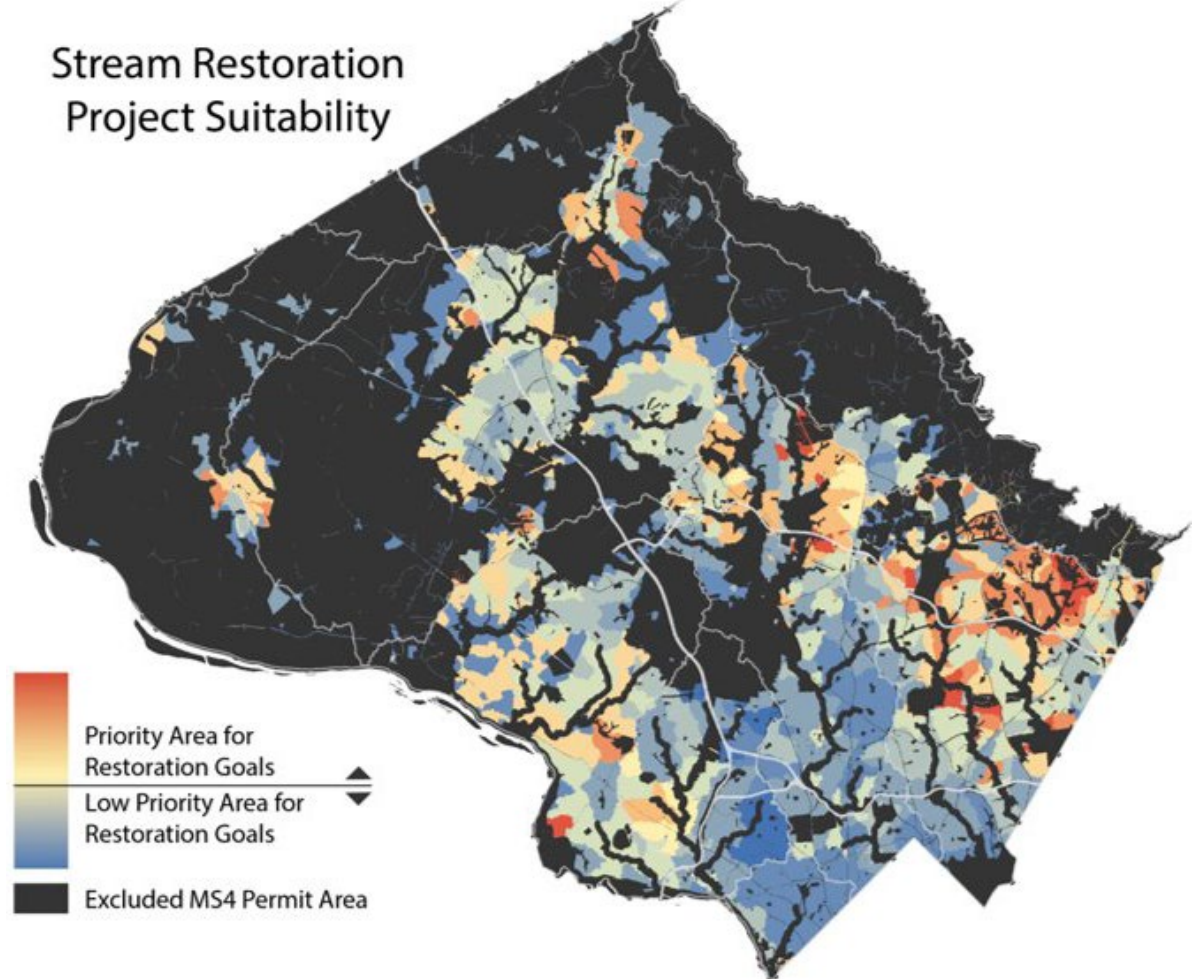 Stream Restoration
Project Suitability
Priority Area for
Restoration Goals
Low Priority Area for
Restoration Goals
Excluded MS4 Permit Area